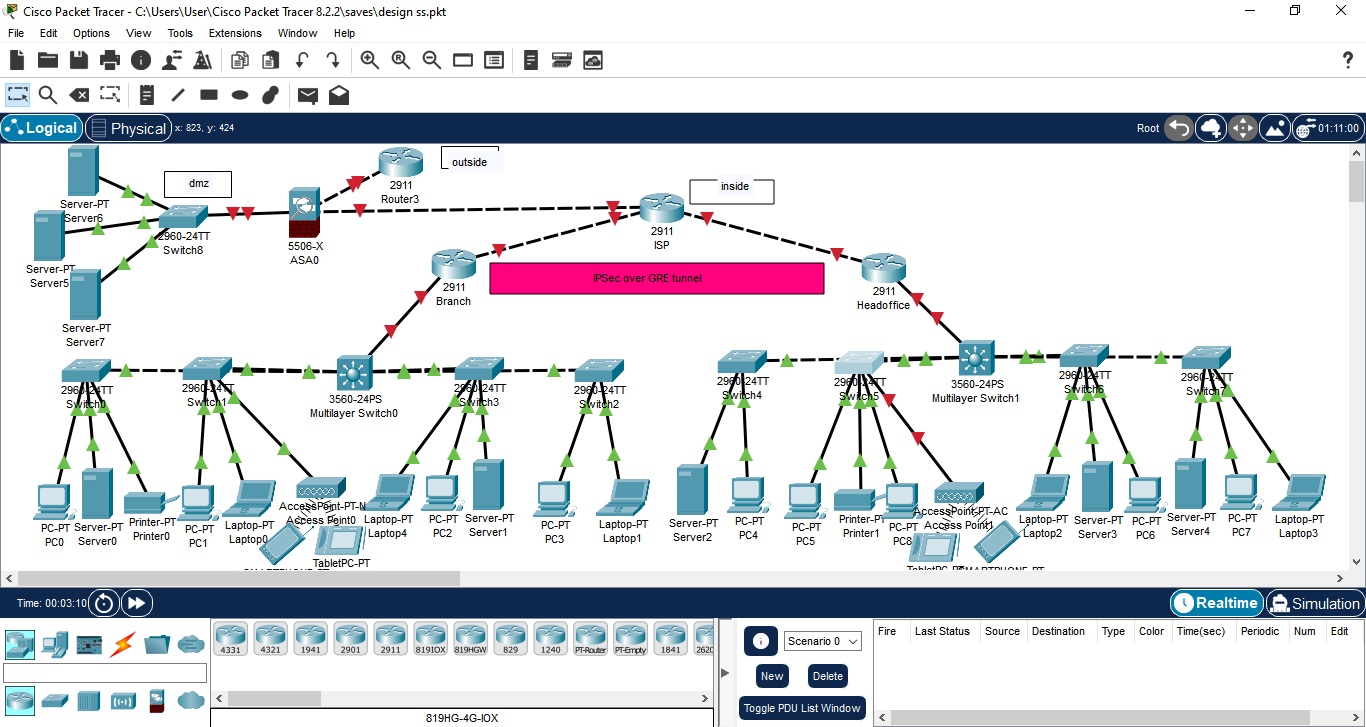 Cisco Packet Tracer - C:\Users\User\Cisco Packet Tracer 8.2.2\saves\design ss.pkt
File Edit Options View Tools Extensions Window Help
?
Logical Physical x: 823, y: 424 Root 01:11:00
Server-PT
Server6
dmz
2960-24TT
Switch8
Server-PT
Server5
Server-PT
Server7
5506-X
ASA0
2911
Router3
outside
inside
2911
ISP
2911
Branch
IPSec over GRE tunnel
2911
Headoffice
2960-24TT
Switch0
2960-24TT
Switch1
3560-24PS
Multilayer Switch0
2960-24TT
Switch3
2960-24TT
Switch2
2960-24TT
Switch4
2960-24TT
Switch5
3560-24PS
Multilayer Switch1
2960-24TT
Switch6
2960-24TT
Switch7
PC-PT
PC0
Server-PT
Server0
Printer-PT
Printer0
PC-PT
PC1
Laptop-PT
Laptop0
AccessPoint-PT-N
Access Point0
TabletPC-PT
Laptop-PT
Laptop4
PC-PT
PC2
Server-PT
Server1
PC-PT
PC3
Laptop-PT
Laptop1
Server-PT
Server2
PC-PT
PC4
PC-PT
PC5
Printer-PT
Printer1
PC-PT
PC8
AccessPoint-PT-AC
Access Point1
Laptop-PT
Laptop2
Server-PT
Server3
PC-PT
PC6
Server-PT
Server4
PC-PT
PC7
Laptop-PT
Laptop3
Time: 00:03:10 Realtime Simulation
4331 4321 1941 2901 2911 819IOX 819HGW 829 1240 PT-Router PT-Empty 1841 2620
819HG-4G-IOX
Scenario 0
New Delete
Toggle PDU List Window
Fire Last Status Source Destination Type Color Time(sec) Periodic Num Edit